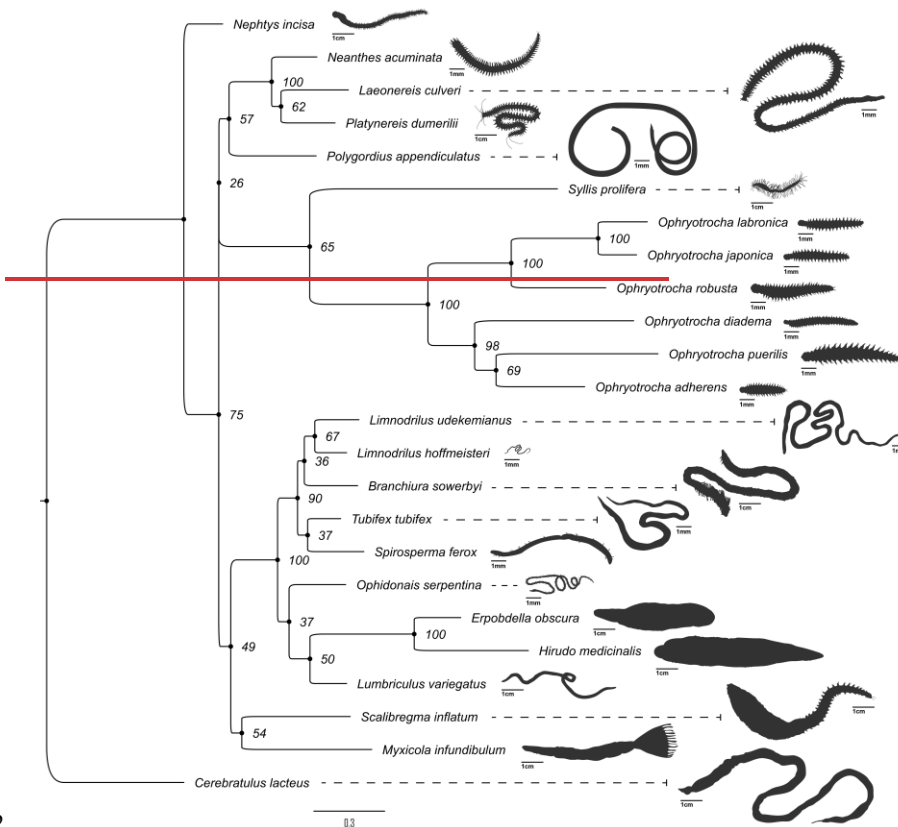 Nephtys incisa
1cm
Neanthes acuminata
1mm
100
Laeonereis culveri
1mm
62
Platynereis dumerilii
1cm
57
Polygordius appendiculatus
1mm
26
Syllis prolifera
1cm
Ophryotrocha labronica
1mm
100
65
Ophryotrocha japonica
1mm
100
Ophryotrocha robusta
1mm
100
Ophryotrocha diadema
1mm
98
Ophryotrocha puerilis
1mm
69
Ophryotrocha adherens
1mm
75
Limnodrilus udekemianus
67
Limnodrilus hoffmeisteri
1mm
36
Branchiura sowerbyi
1cm
90
Tubifex tubifex
1mm
37
Spirosperma ferox
1mm
100
Ophidonais serpentina
1mm
37
Erpobdella obscura
1cm
100
49
Hirudo medicinalis
1cm
50
Lumbriculus variegatus
1cm
Scalibregma inflatum
1cm
54
Myxicola infundibulum
1cm
Cerebratulus lacteus
1cm
0.3